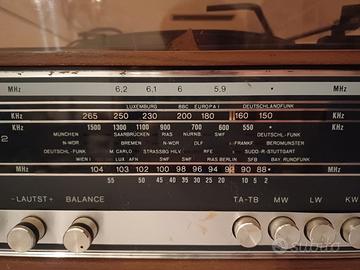 MHz 6,2 6,1 6 5,9 • MHz
LUXEMBURG BBC EUROPA I DEUTSCHLANDFUNK
KHz 265 250 230 200 180 160 150 KHz
KHz 1500 1300 1100 900 700 600 550 • KHz
2 MÜNCHEN SAARBRÜCKEN RIAS NÜRNBG. SWF FRANKF. BEROMÜNSTER
N-WDR BREMEN N-WDR DLF
DEUTSCHL.-FUNK M. CARLO STRASSBG HLV. RFE SÜDD-R-STUTTGART
WIEN I LUX AFN SWF RIAS BERLIN SFB BAY. RUNDFUNK
MHz 104 103 102 100 98 96 94 92 90 88 • MHz
55 50 45 40 35 30 25 20 10 5 2
-LAUTST+ BALANCE TA-TB MW LW KW
subito